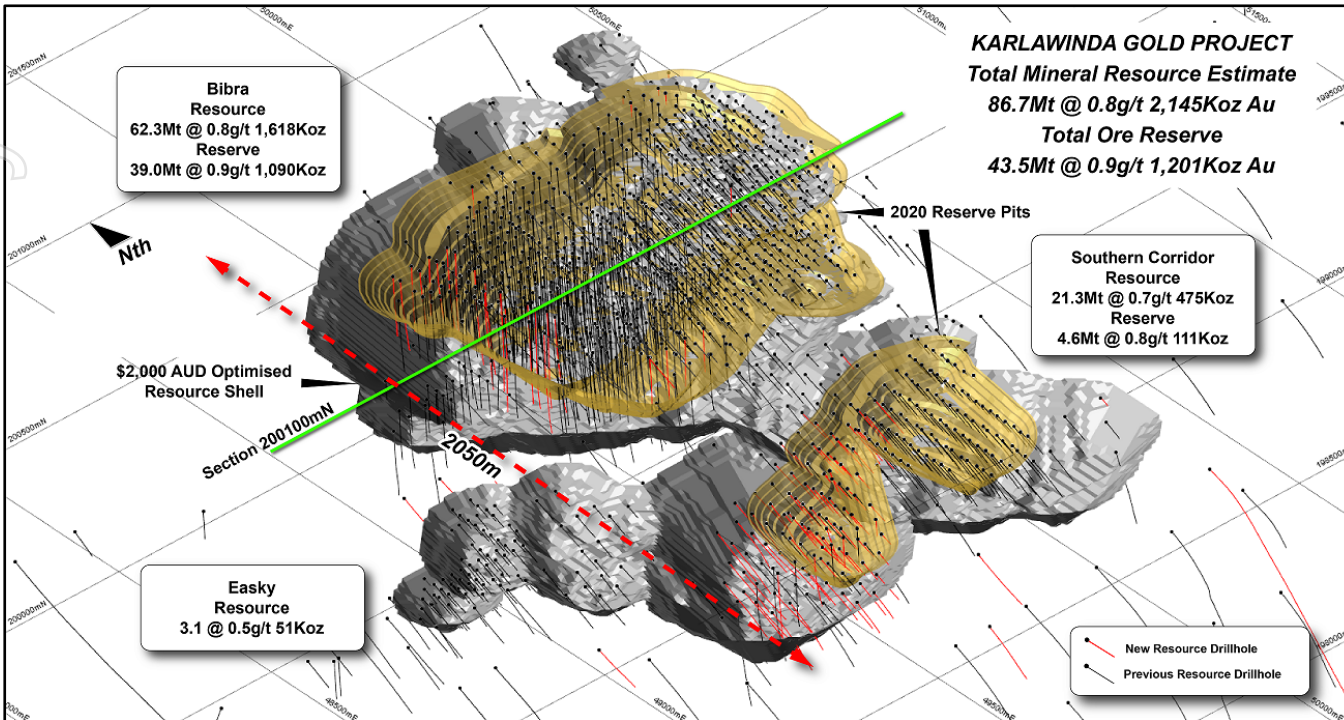 KARLAWINDA GOLD PROJECT
Total Mineral Resource Estimate
86.7Mt @ 0.8g/t 2,145Koz Au
Total Ore Reserve
43.5Mt @ 0.9g/t 1,201Koz Au
Bibra
Resource
62.3Mt @ 0.8g/t 1,618Koz
Reserve
39.0Mt @ 0.9g/t 1,090Koz
Nth
2020 Reserve Pits
Southern Corridor
Resource
21.3Mt @ 0.7g/t 475Koz
Reserve
4.6Mt @ 0.8g/t 111Koz
$2,000 AUD Optimised
Resource Shell
Section 200100mN
2050m
Easky
Resource
3.1 @ 0.5g/t 51Koz
New Resource Drillhole
Previous Resource Drillhole
201500mN
201000mN
200500mN
200000mN
50000mE
50500mE
51000mE
198500mN
48500mE
49000mE
49500mE